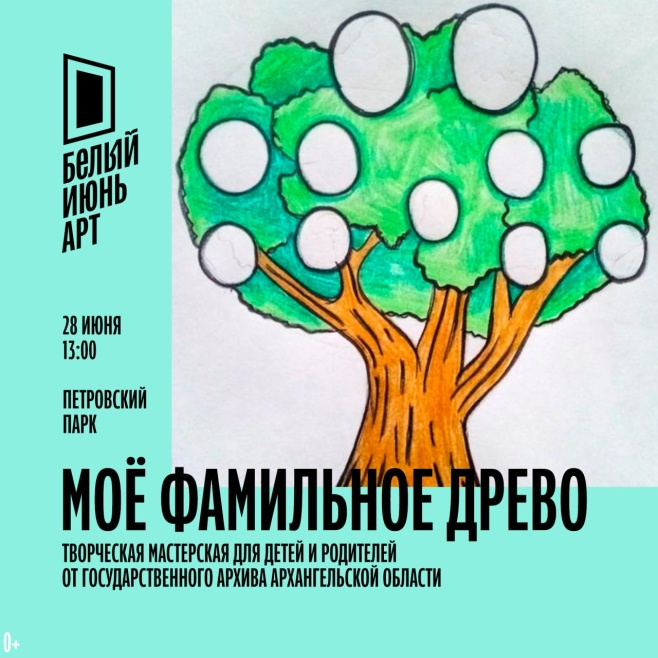 БЕЛЫЙ
ИЮНЬ
АРТ
28 ИЮНЯ
13:00
ПЕТРОВСКИЙ
ПАРК
МОЁ ФАМИЛЬНОЕ ДРЕВО
ТВОРЧЕСКАЯ МАСТЕРСКАЯ ДЛЯ ДЕТЕЙ И РОДИТЕЛЕЙ
ОТ ГОСУДАРСТВЕННОГО АРХИВА АРХАНГЕЛЬСКОЙ ОБЛАСТИ
0+